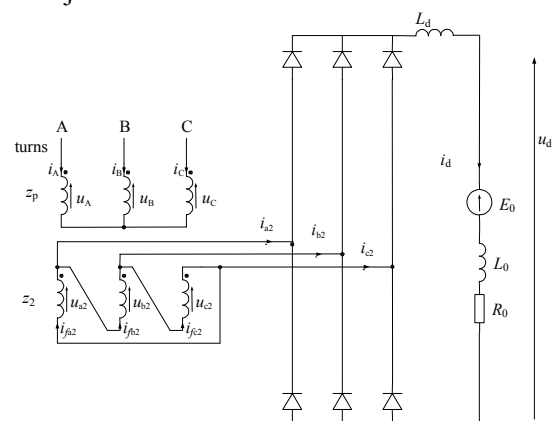 L_d
A B C
turns
i_A i_B i_C
z_p u_A u_B u_C
i_d
u_d
E_0
i_a2 i_b2 i_c2
L_0
z_2 u_a2 u_b2 u_c2
R_0
i_fa2 i_fb2 i_fc2